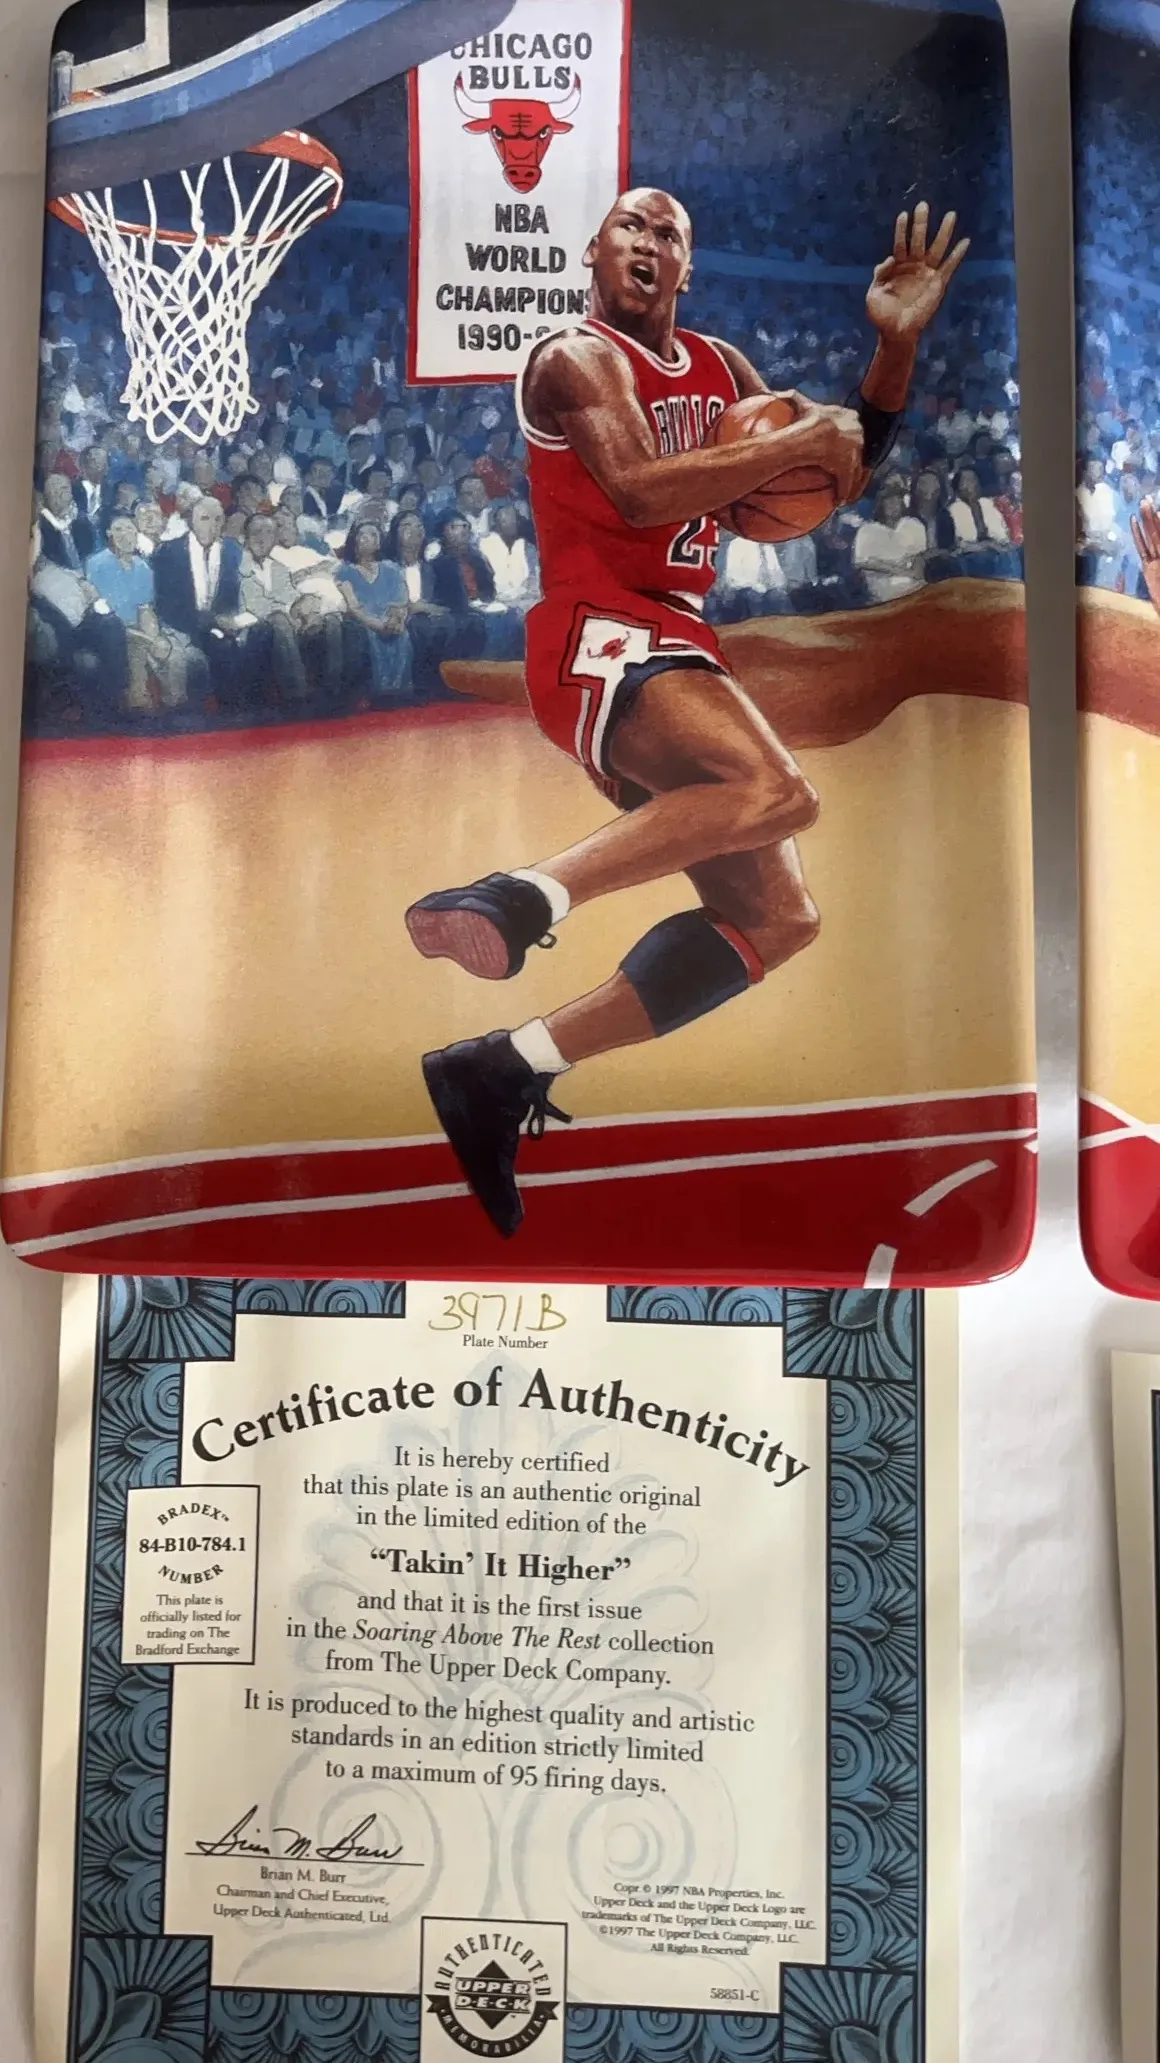 CHICAGO
BULLS
NBA
WORLD
CHAMPIONS
1990-
BULLS
23
3971B
Plate Number
Certificate of Authenticity
It is hereby certified
that this plate is an authentic original
in the limited edition of the
“Takin’ It Higher”
and that it is the first issue
in the Soaring Above The Rest collection
from The Upper Deck Company.
It is produced to the highest quality and artistic
standards in an edition strictly limited
to a maximum of 95 firing days.
BRADEX™
84-B10-784.1
NUMBER
This plate is
officially listed for
trading on The
Bradford Exchange
Brian M. Burr
Brian M. Burr
Chairman and Chief Executive,
Upper Deck Authenticated, Ltd.
Copr. © 1997 NBA Properties, Inc.
Upper Deck and the Upper Deck Logo are
trademarks of The Upper Deck Company, LLC.
©1997 The Upper Deck Company, LLC.
All Rights Reserved.
58851-C
AUTHENTICATED
UPPER
D·E·C·K
MEMORABILIA